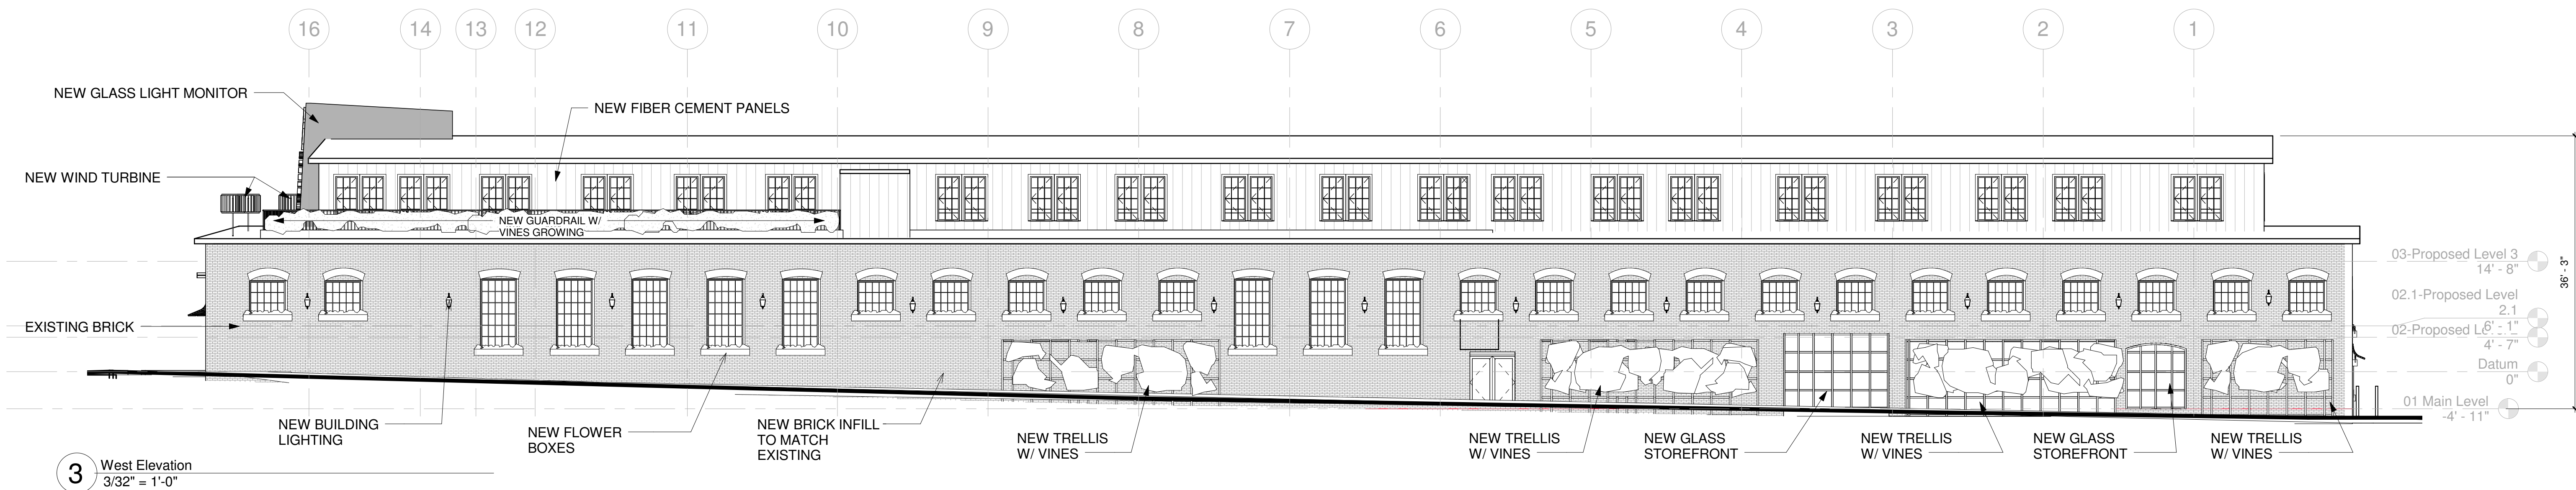 16 14 13 12 11 10 9 8 7 6 5 4 3 2 1
NEW GLASS LIGHT MONITOR
NEW FIBER CEMENT PANELS
NEW WIND TURBINE
NEW GUARDRAIL W/
VINES GROWING
EXISTING BRICK
03-Proposed Level 3
14' - 8"
02.1-Proposed Level
2.1
6' - 1"
02-Proposed
4' - 7"
Datum
0"
01 Main Level
-4' - 11"
36' - 3"
NEW BUILDING
LIGHTING
NEW FLOWER
BOXES
NEW BRICK INFILL
TO MATCH
EXISTING
NEW TRELLIS
W/ VINES
NEW TRELLIS
W/ VINES
NEW GLASS
STOREFRONT
NEW TRELLIS
W/ VINES
NEW GLASS
STOREFRONT
NEW TRELLIS
W/ VINES
3
West Elevation
3/32" = 1'-0"